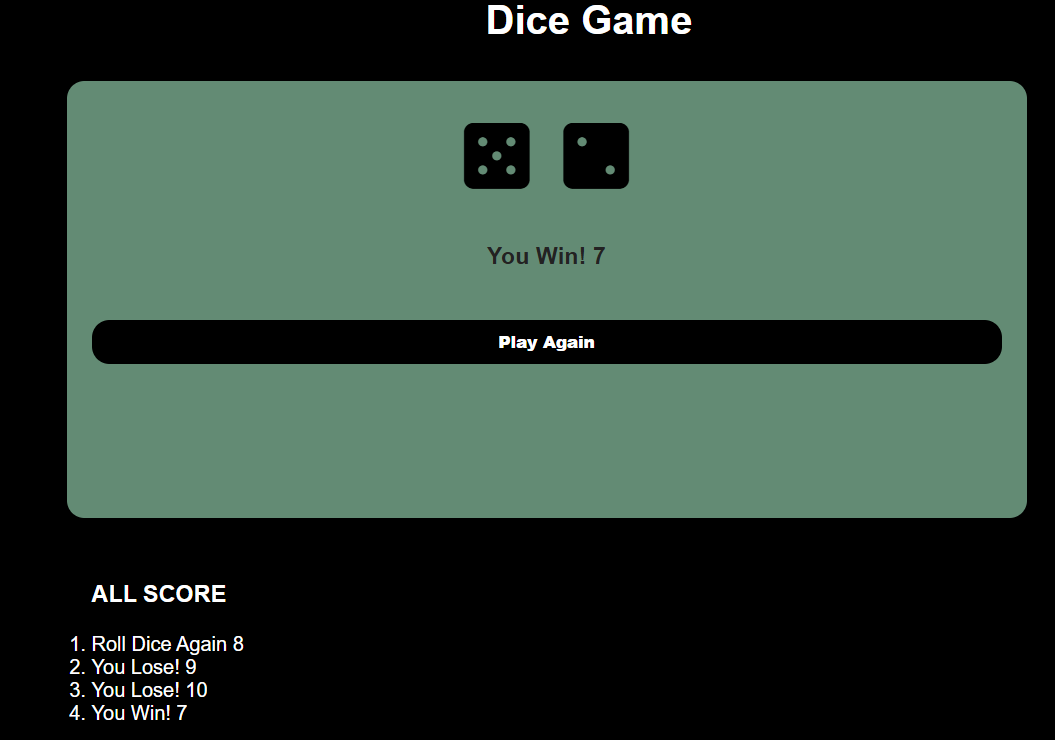 Dice Game
You Win! 7
Play Again
ALL SCORE
1. Roll Dice Again 8
2. You Lose! 9
3. You Lose! 10
4. You Win! 7